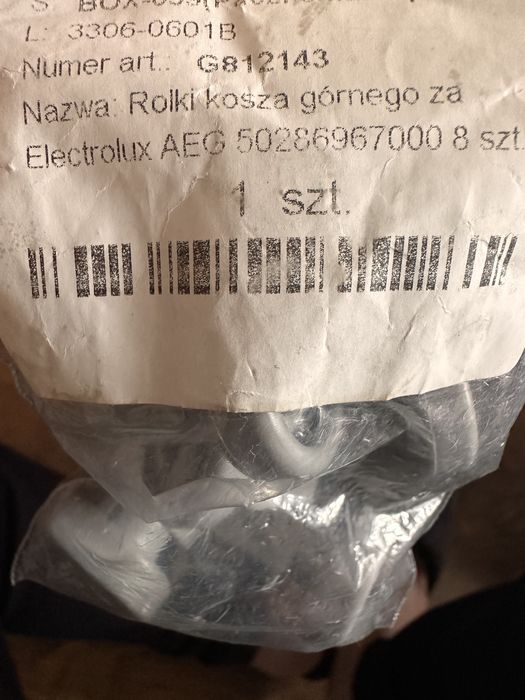 L: 3306-0601B
Numer art.: G812143
Nazwa: Rolki kosza górnego za
Electrolux AEG 50286967000 8 szt.
1 szt.